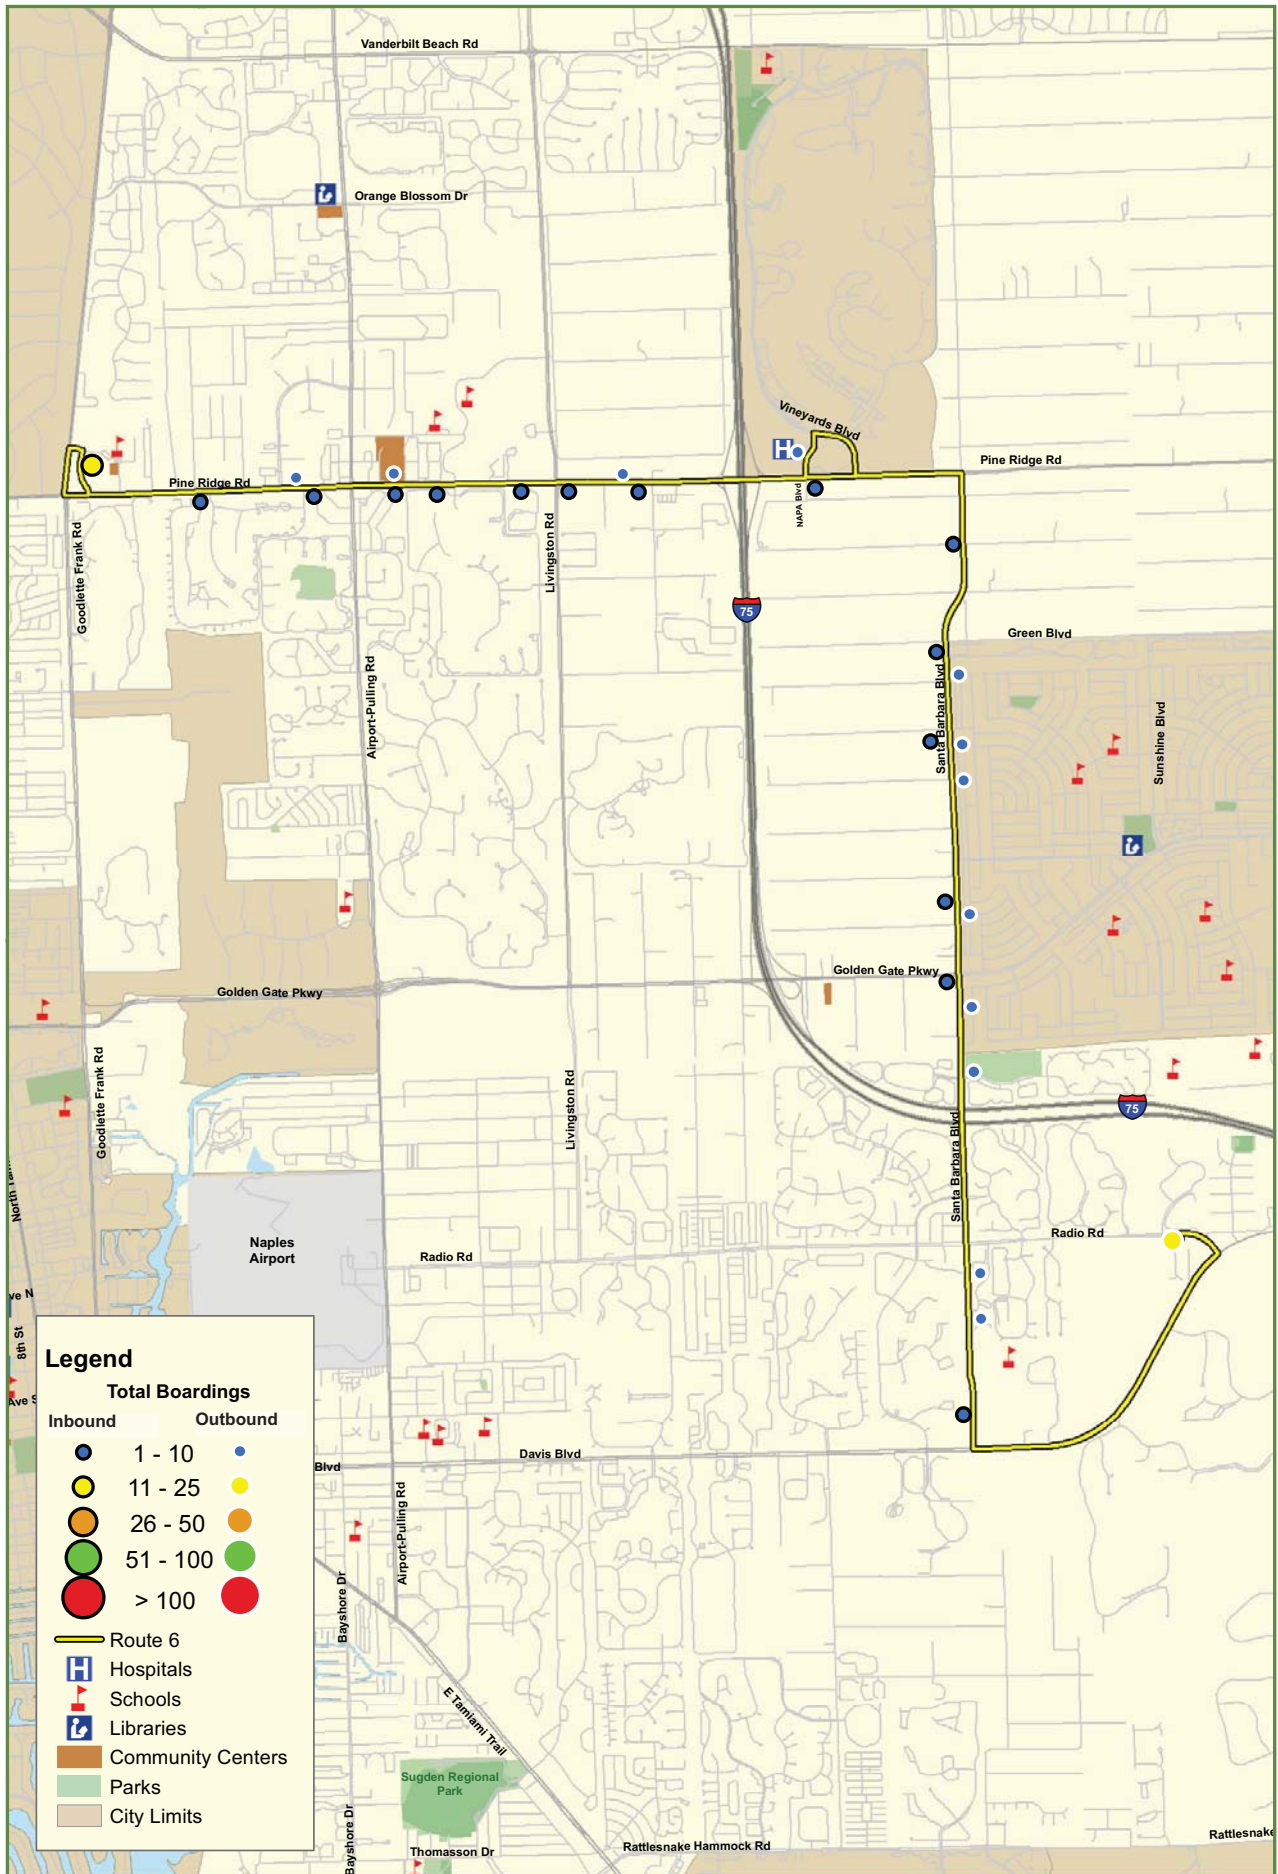 Vanderbilt Beach Rd
Orange Blossom Dr
Vineyards Blvd
H
Pine Ridge Rd
Pine Ridge Rd
NAPA Blvd
Goodlette Frank Rd
Livingston Rd
75
Green Blvd
Santa Barbara Blvd
Airport-Pulling Rd
Sunshine Blvd
Golden Gate Pkwy
Golden Gate Pkwy
Goodlette Frank Rd
Livingston Rd
75
Santa Barbara Blvd
North
Naples
Airport
Radio Rd
Radio Rd
ve N
8th St
Ave S
Legend
Total Boardings
Inbound Outbound
1 - 10
11 - 25
26 - 50
51 - 100
> 100
Route 6
H Hospitals
Schools
Libraries
Community Centers
Parks
City Limits
Blvd
Davis Blvd
Airport-Pulling Rd
Bayshore Dr
E Tamiami Trail
Sugden Regional
Park
Bayshore Dr
Thomasson Dr
Rattlesnake Hammock Rd
Rattlesnake